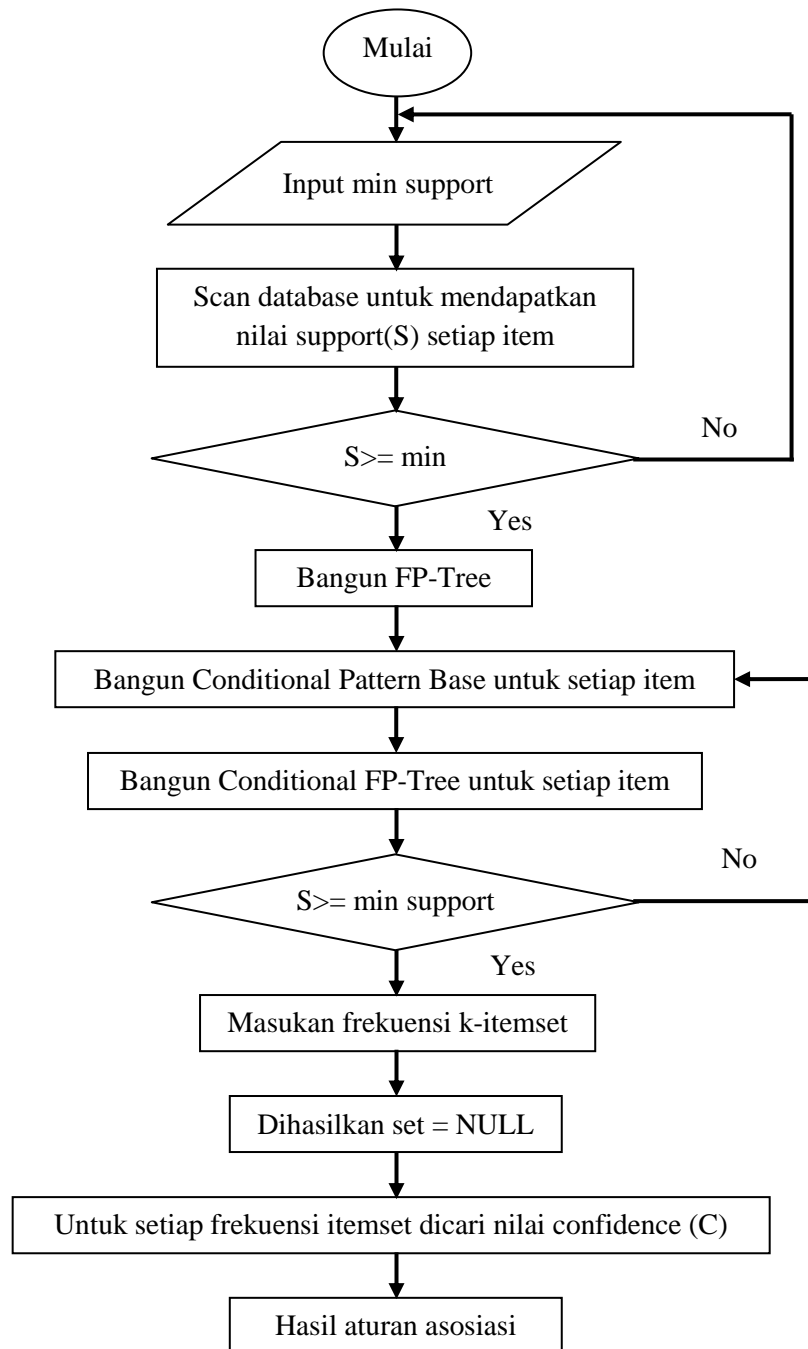 Mulai
Input min support
Scan database untuk mendapatkan
nilai support(S) setiap item
S>= min
No
Yes
Bangun FP-Tree
Bangun Conditional Pattern Base untuk setiap item
Bangun Conditional FP-Tree untuk setiap item
S>= min support
No
Yes
Masukan frekuensi k-itemset
Dihasilkan set = NULL
Untuk setiap frekuensi itemset dicari nilai confidence (C)
Hasil aturan asosiasi